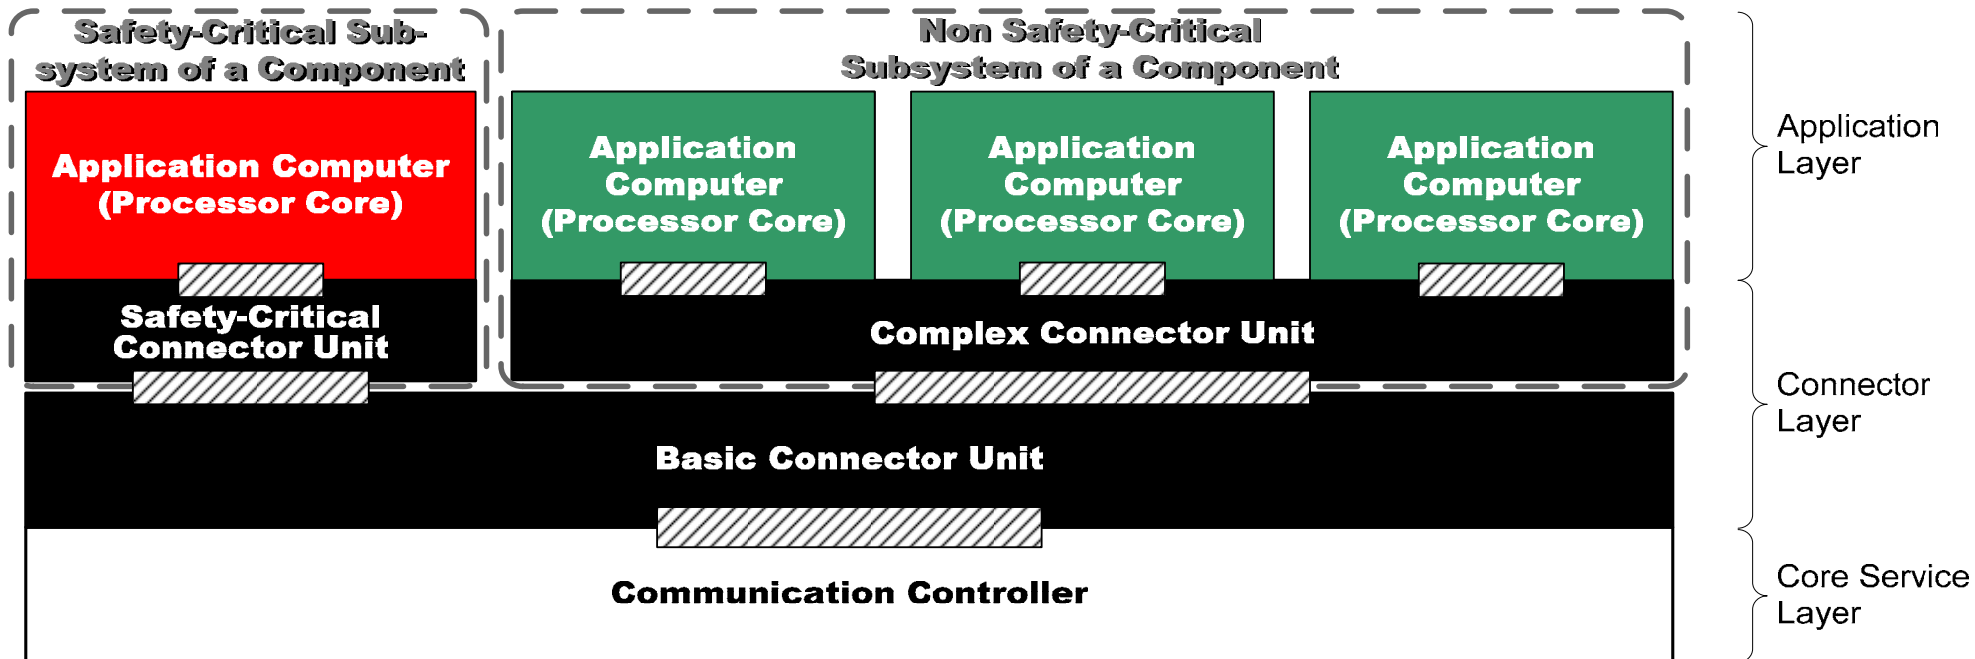 Safety-Critical Sub-
system of a Component
Non Safety-Critical
Subsystem of a Component
Application Computer
(Processor Core)
Application
Computer
(Processor Core)
Application
Computer
(Processor Core)
Application
Computer
(Processor Core)
Application
Layer
Safety-Critical
Connector Unit
Complex Connector Unit
Connector
Layer
Basic Connector Unit
Communication Controller
Core Service
Layer